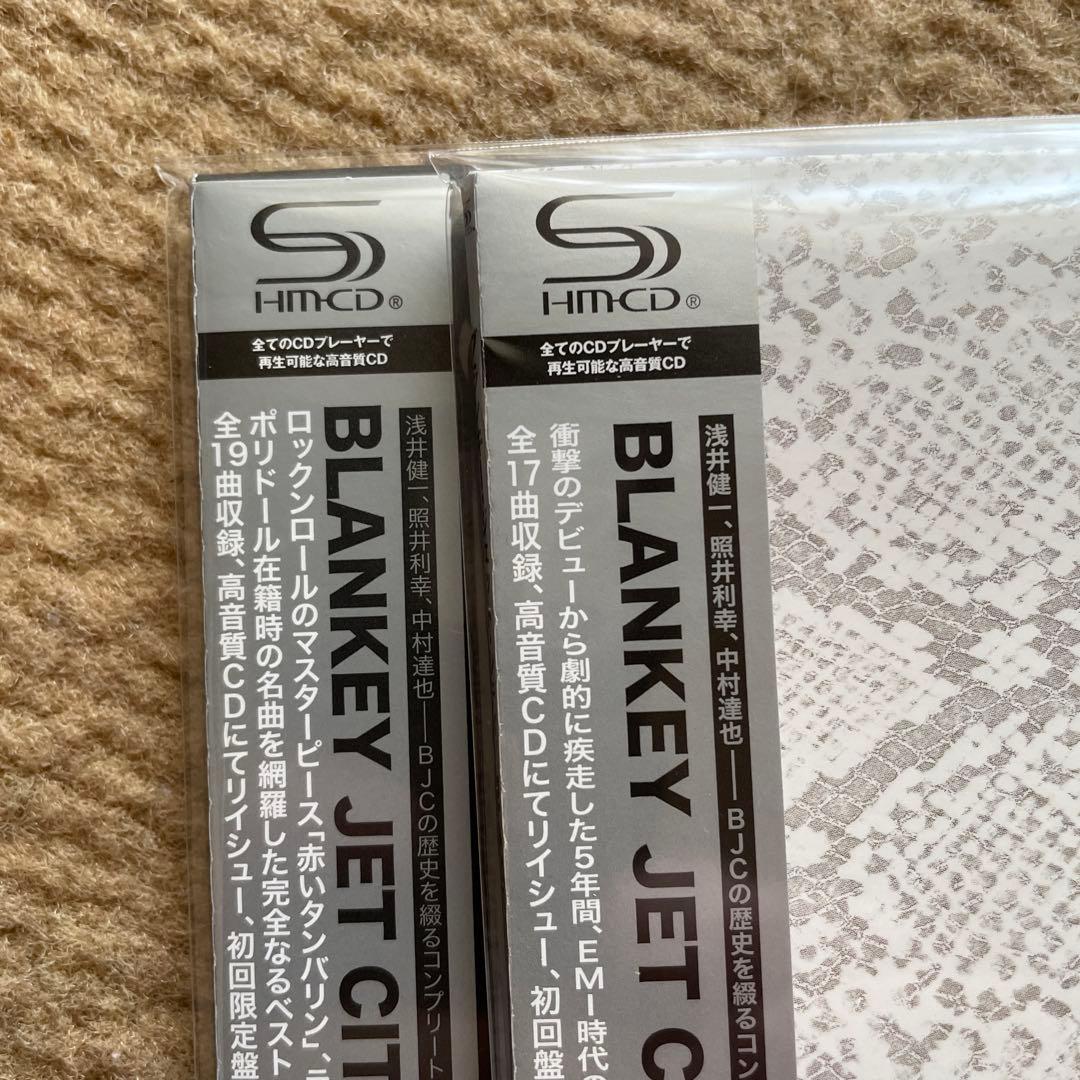 SHM-CD®
全てのCDプレーヤーで
再生可能な高音質CD
浅井健一、照井利幸、中村達也——BJCの歴史を綴るコンプリート
BLANKEY JET CIT
ロックンロールのマスターピース「赤いタンバリン」、
ポリドール在籍時の名曲を網羅した完全なるベスト
全19曲収録、高音質CDにてリイシュー、初回限定盤
SHM-CD®
全てのCDプレーヤーで
再生可能な高音質CD
浅井健一、照井利幸、中村達也——BJCの歴史を綴るコン
BLANKEY JET C
衝撃のデビューから劇的に疾走した5年間、EMI時代の
全17曲収録、高音質CDにてリイシュー、初回盤